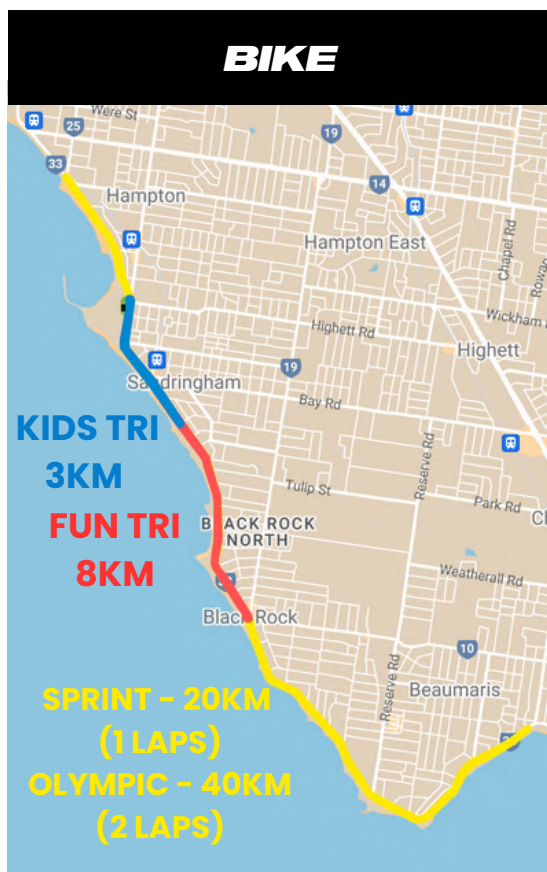 BIKE
Were St
25
33
19
14
Hampton
Hampton East
Chapel Rd
Highett Rd
Wickham
Highett
19
Sandringham
Bay Rd
KIDS TRI
3KM
Reserve Rd
Tulip St
Park Rd
FUN TRI
8KM
BLACK ROCK
NORTH
Weatherall Rd
Black Rock
10
Reserve Rd
Beaumaris
SPRINT - 20KM
(1 LAPS)
OLYMPIC - 40KM
(2 LAPS)